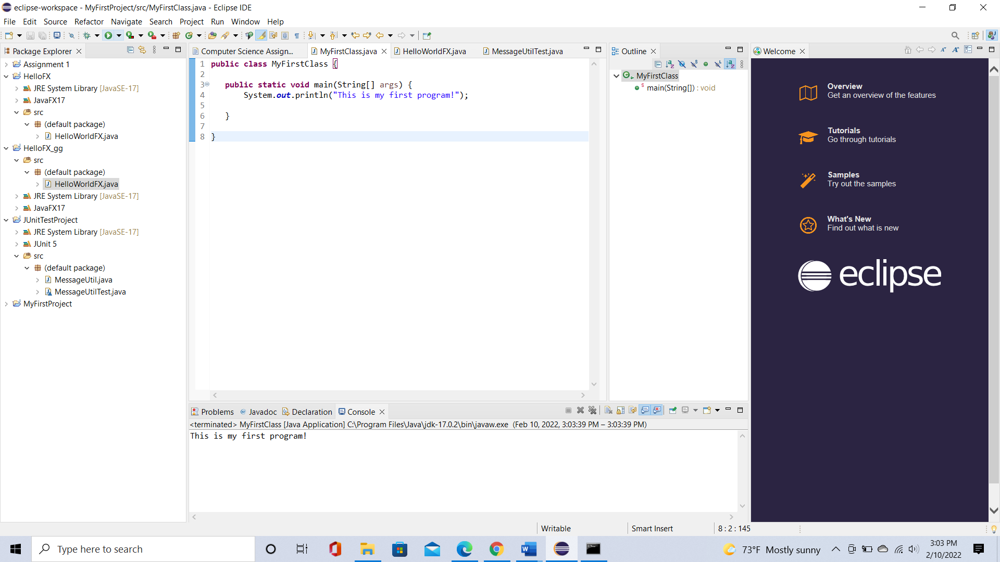 eclipse-workspace - MyFirstProject/src/MyFirstClass.java - Eclipse IDE
File Edit Source Refactor Navigate Search Project Run Window Help
Package Explorer
Assignment 1
HelloFX
JRE System Library [JavaSE-17]
JavaFX17
src
(default package)
HelloWorldFX.java
HelloFX_gg
src
(default package)
HelloWorldFX.java
JRE System Library [JavaSE-17]
JavaFX17
JUnitTestProject
JRE System Library [JavaSE-17]
JUnit 5
src
(default package)
MessageUtil.java
MessageUtilTest.java
MyFirstProject
Computer Science Assign... MyFirstClass.java HelloWorldFX.java MessageUtilTest.java
1 public class MyFirstClass {
2
3 public static void main(String[] args) {
4 System.out.println("This is my first program!");
5
6 }
7
8 }
Outline
MyFirstClass
main(String[]) : void
Welcome
Overview
Get an overview of the features
Tutorials
Go through tutorials
Samples
Try out the samples
What's New
Find out what is new
eclipse
Problems @ Javadoc Declaration Console
<terminated> MyFirstClass [Java Application] C:\Program Files\Java\jdk-17.0.2\bin\javaw.exe (Feb 10, 2022, 3:03:39 PM – 3:03:39 PM)
This is my first program!
Writable Smart Insert 8 : 2 : 145
Type here to search
73°F Mostly sunny
3:03 PM
2/10/2022